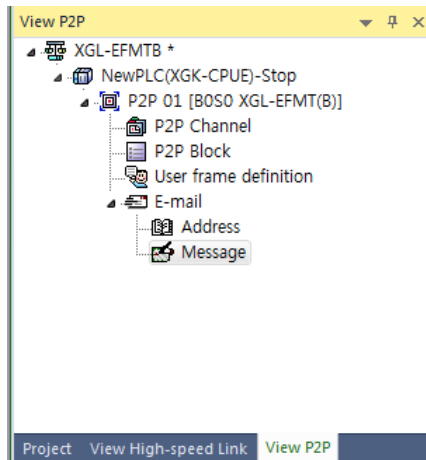 View P2P
XGL-EFMTB *
NewPLC(XGK-CPUE)-Stop
P2P 01 [B0S0 XGL-EFMT(B)]
P2P Channel
P2P Block
User frame definition
E-mail
Address
Message
Project View High-speed Link View P2P